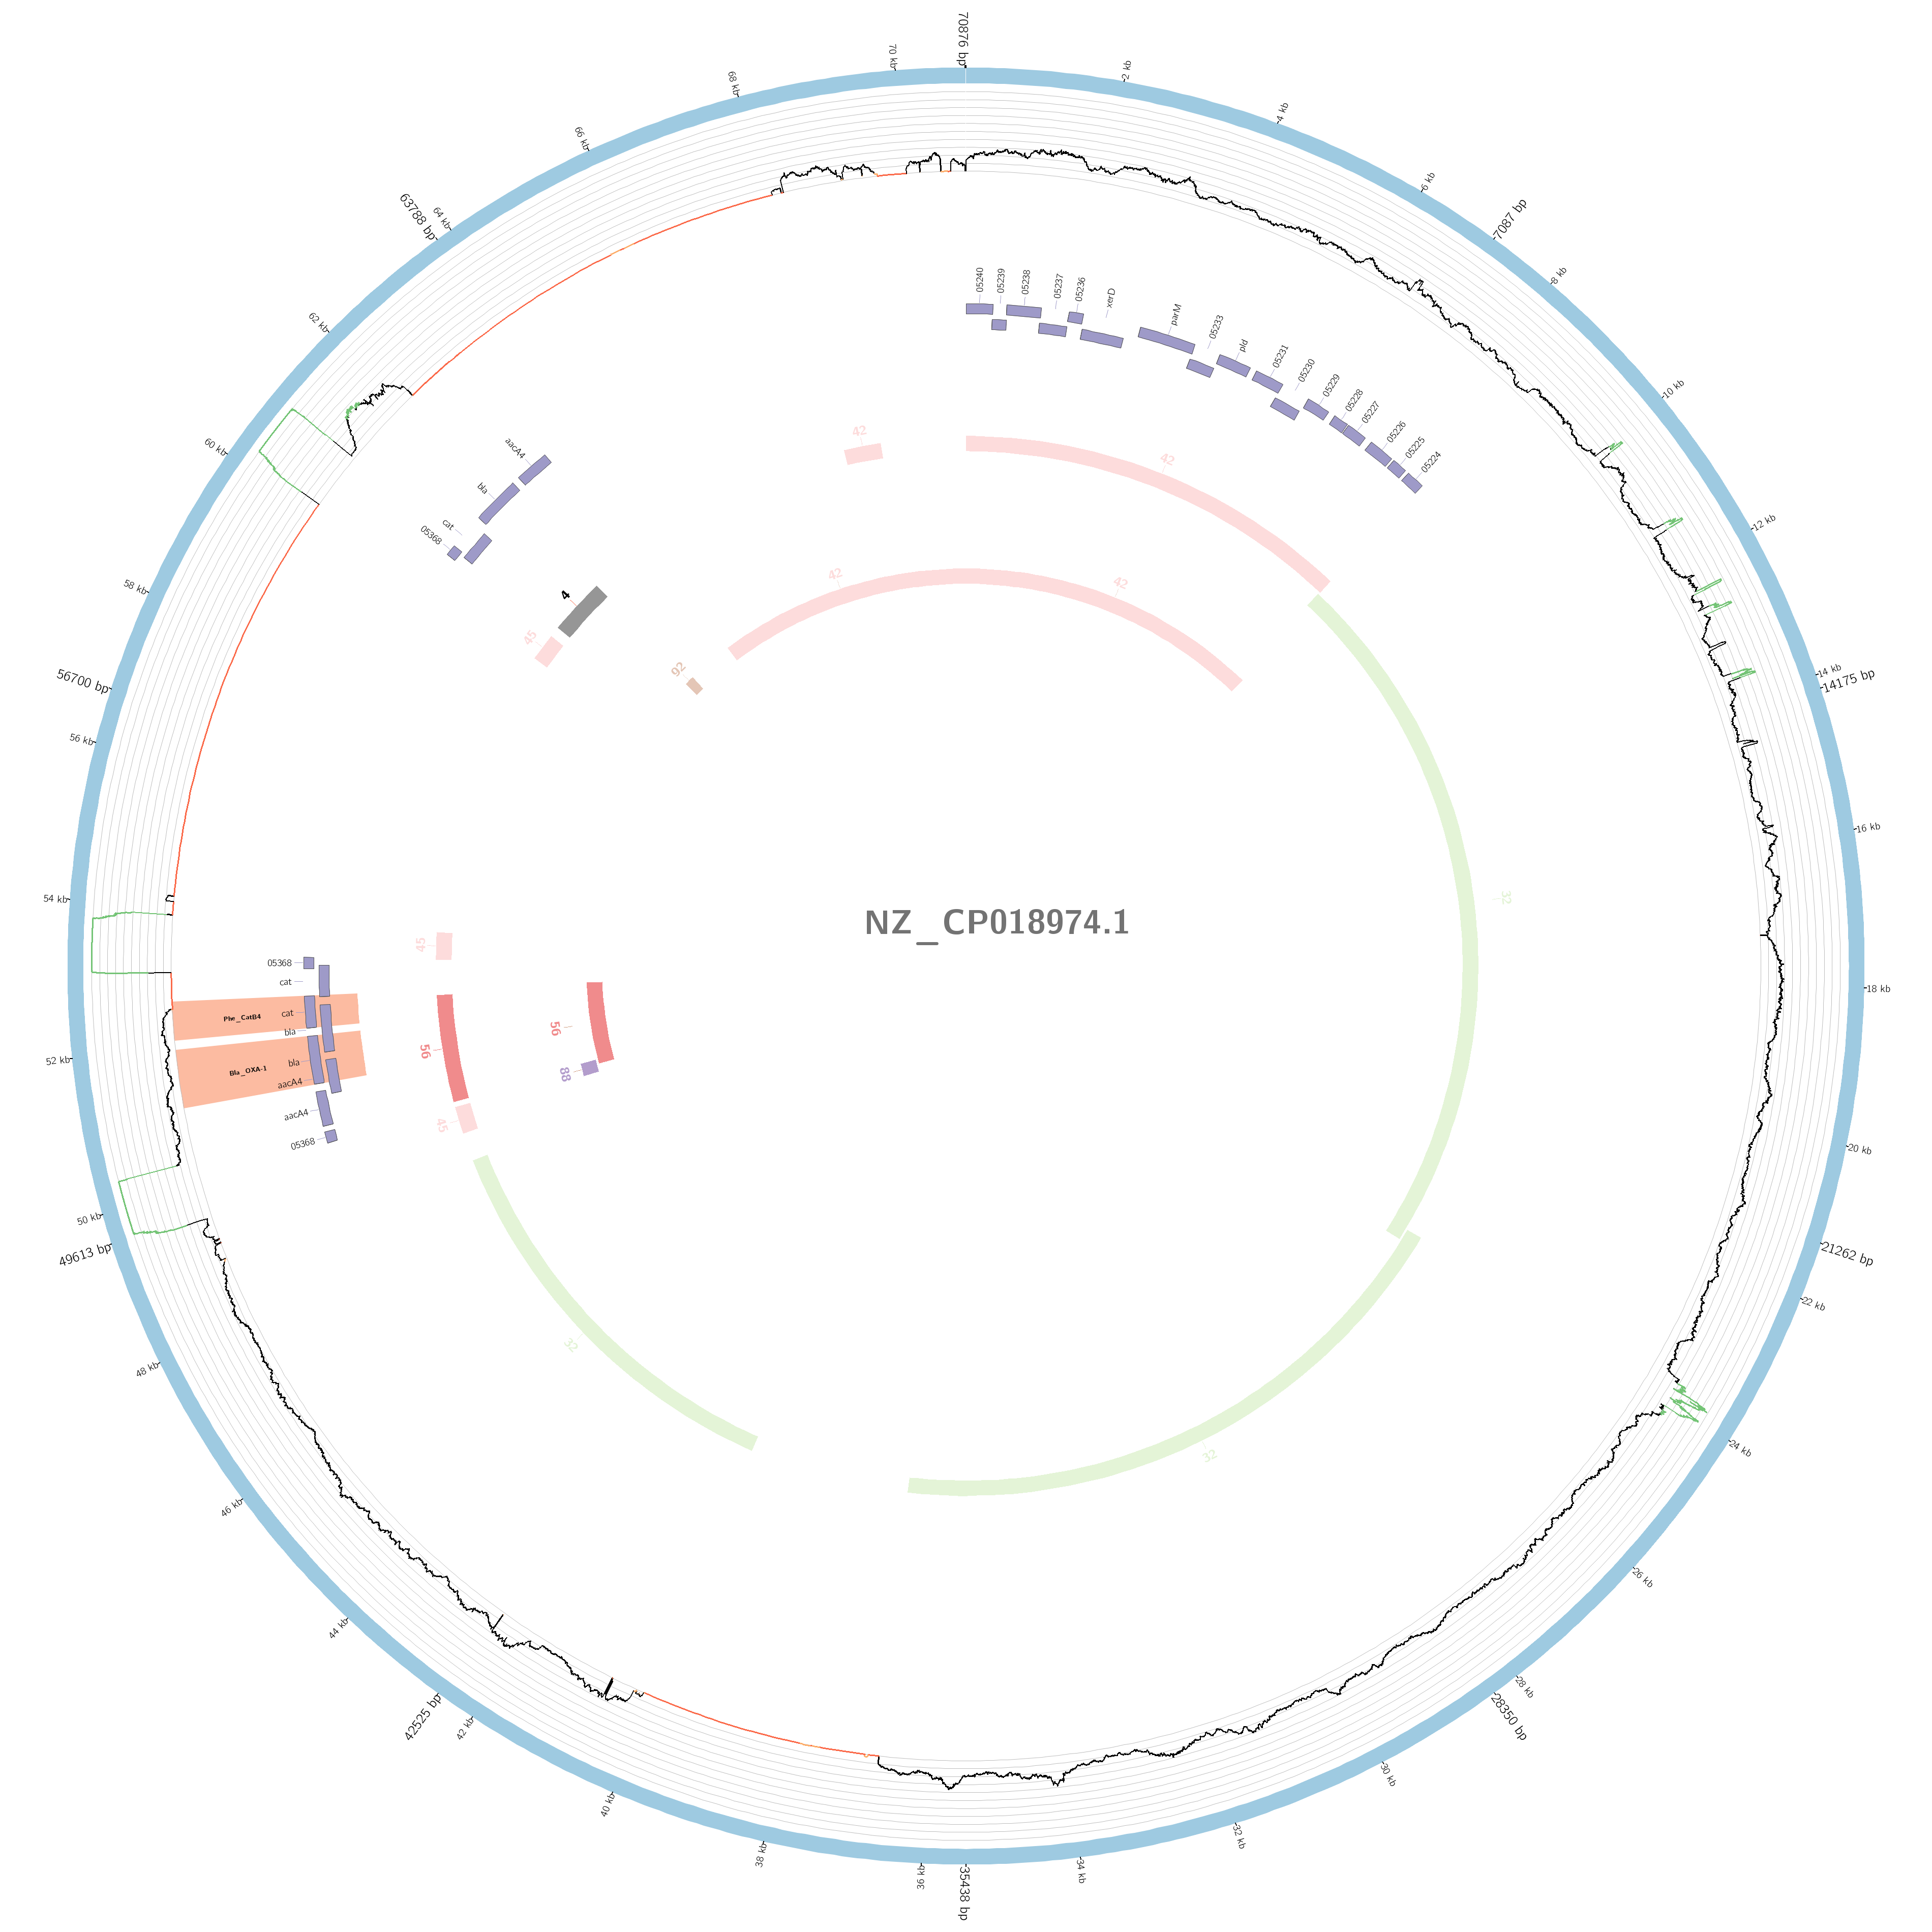 70876 bp
2 kb
4 kb
6 kb
7087 bp
8 kb
10 kb
12 kb
14 kb
14175 bp
16 kb
18 kb
20 kb
21262 bp
22 kb
24 kb
26 kb
28 kb
28350 bp
30 kb
32 kb
34 kb
35438 bp
36 kb
38 kb
40 kb
42 kb
42525 bp
44 kb
46 kb
48 kb
49613 bp
50 kb
52 kb
54 kb
56 kb
56700 bp
58 kb
60 kb
62 kb
63788 bp
64 kb
66 kb
68 kb
70 kb
05240
05239
05238
05237
05236
xerD
parM
05233
pld
05231
05230
05229
05228
05227
05226
05225
05224
aacA4
bla
cat
05368
05368
cat
cat
bla
bla
aacA4
aacA4
05368
Phe_CatB4
Bla_OXA-1
42
42
42
42
32
32
32
4
45
92
45
56
45
56
88
NZ_CP018974.1